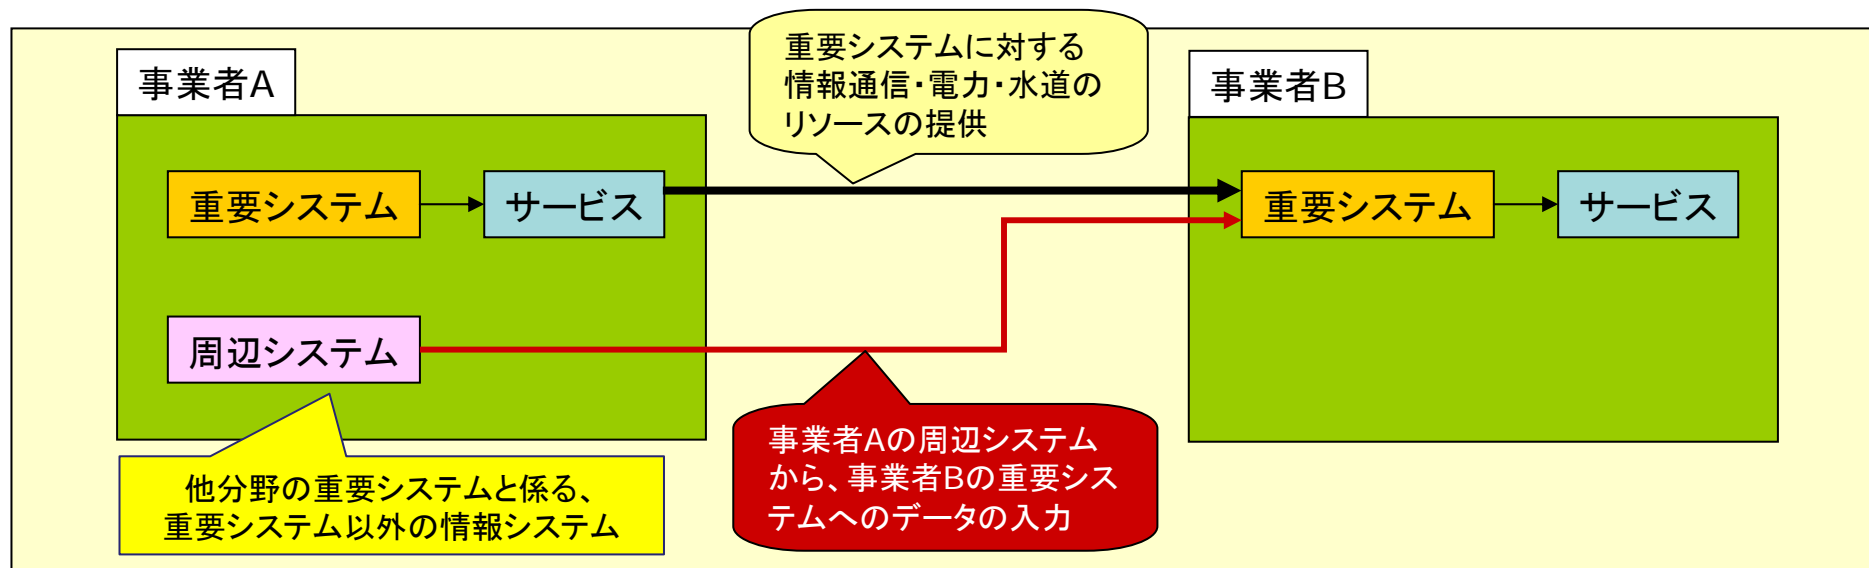 事業者A
重要システムに対する
情報通信・電力・水道の
リソースの提供
事業者B
重要システム
サービス
重要システム
サービス
周辺システム
他分野の重要システムと係る、
重要システム以外の情報システム
事業者Aの周辺システム
から、事業者Bの重要シス
テムへのデータの入力